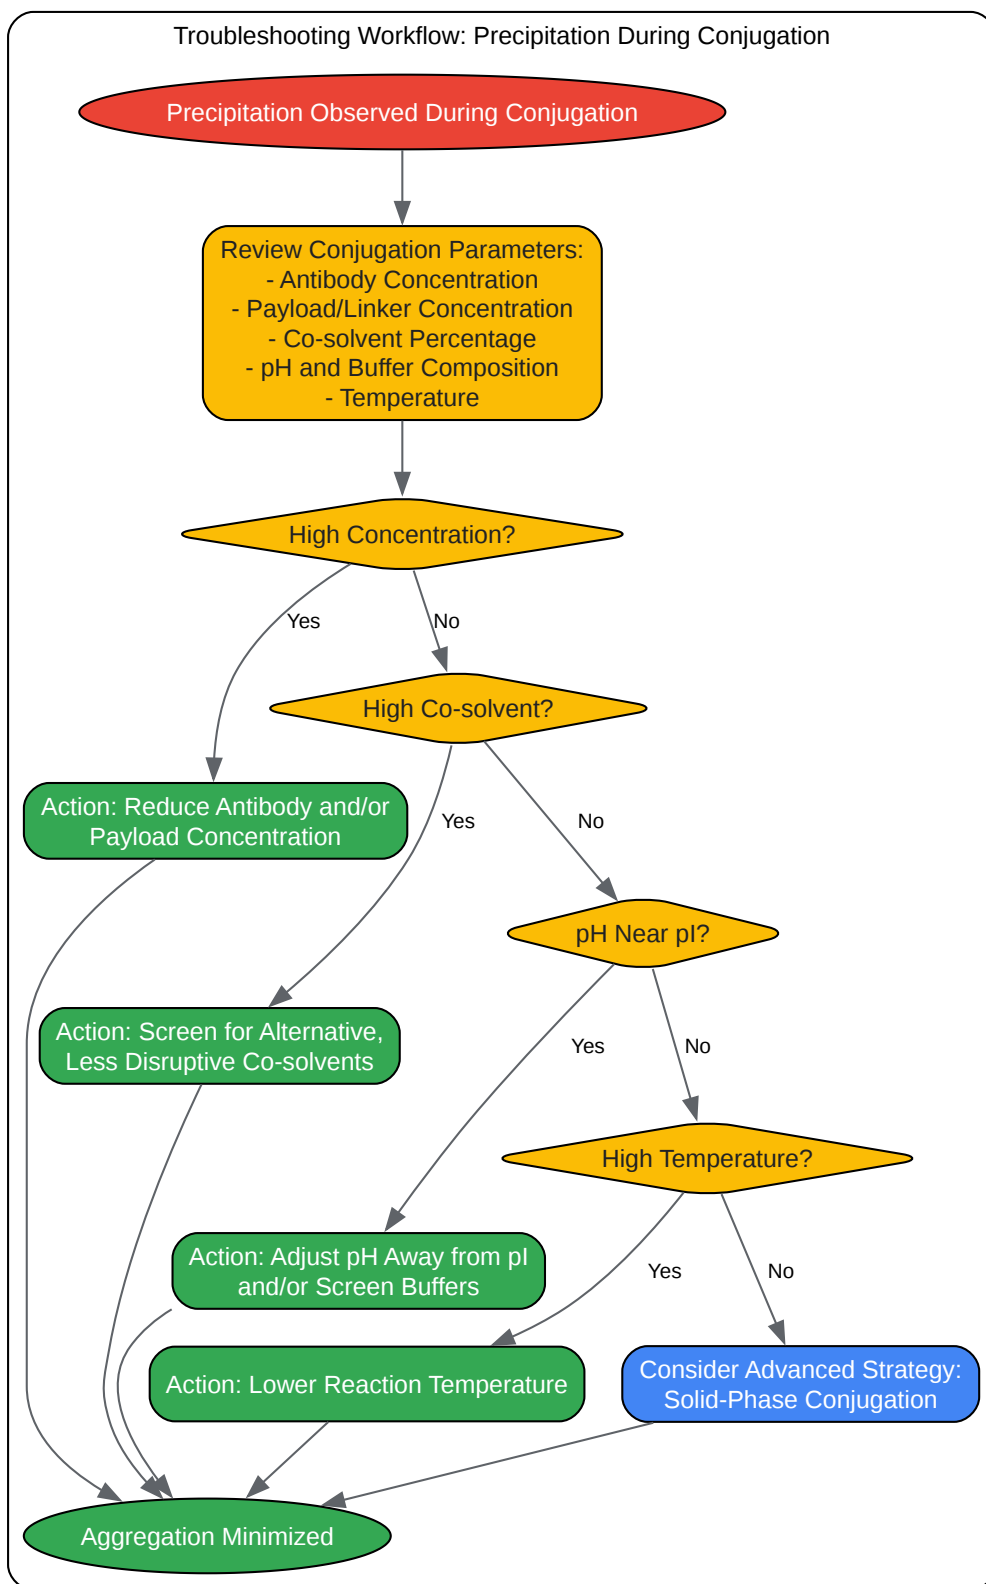 Troubleshooting Workflow: Precipitation During Conjugation
Precipitation Observed During Conjugation
Review Conjugation Parameters:
- Antibody Concentration
- Payload/Linker Concentration
- Co-solvent Percentage
- pH and Buffer Composition
- Temperature
High Concentration?
Yes
No
High Co-solvent?
Action: Reduce Antibody and/or
Payload Concentration
Yes
No
pH Near pI?
Action: Screen for Alternative,
Less Disruptive Co-solvents
Yes
No
High Temperature?
Action: Adjust pH Away from pI
and/or Screen Buffers
Yes
No
Action: Lower Reaction Temperature
Consider Advanced Strategy:
Solid-Phase Conjugation
Aggregation Minimized